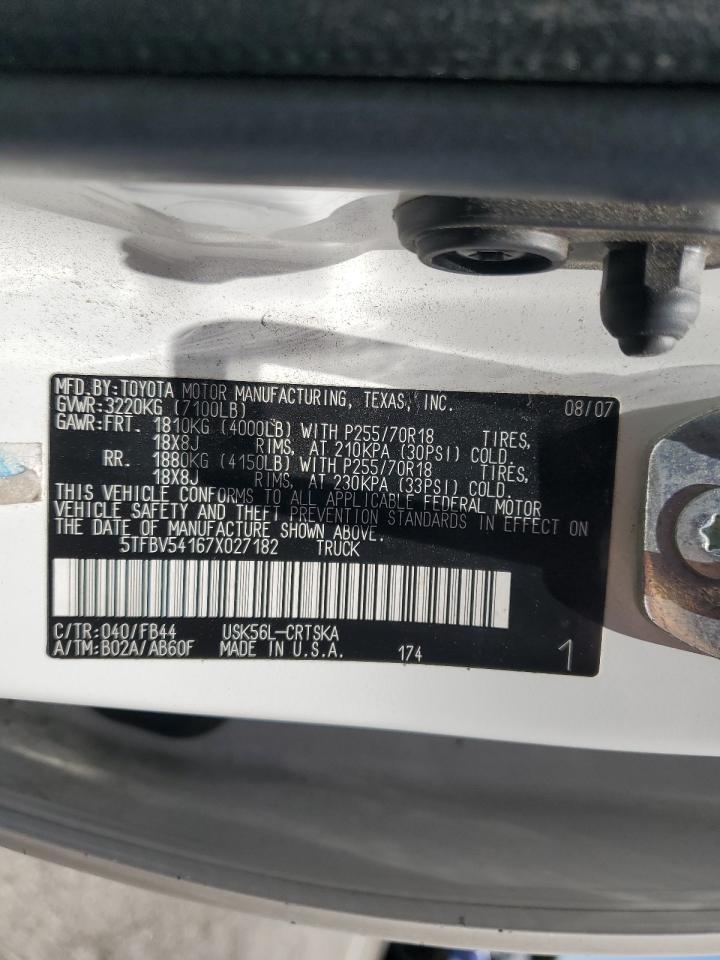 MFD.BY:TOYOTA MOTOR MANUFACTURING, TEXAS, INC. 08/07
GVWR:3220KG (7100LB)
GAWR:FRT. 1810KG (4000LB) WITH P255/70R18 TIRES,
18X8J RIMS, AT 210KPA (30PSI) COLD.
RR. 1880KG (4150LB) WITH P255/70R18 TIRES,
18X8J RIMS, AT 230KPA (33PSI) COLD.
THIS VEHICLE CONFORMS TO ALL APPLICABLE FEDERAL MOTOR
VEHICLE SAFETY AND THEFT PREVENTION STANDARDS IN EFFECT ON
THE DATE OF MANUFACTURE SHOWN ABOVE.
5TFBV54167X027182 TRUCK
C/TR:040/FB44 USK56L-CRTSKA
A/TM:B02A/AB60F MADE IN U.S.A. 174 1